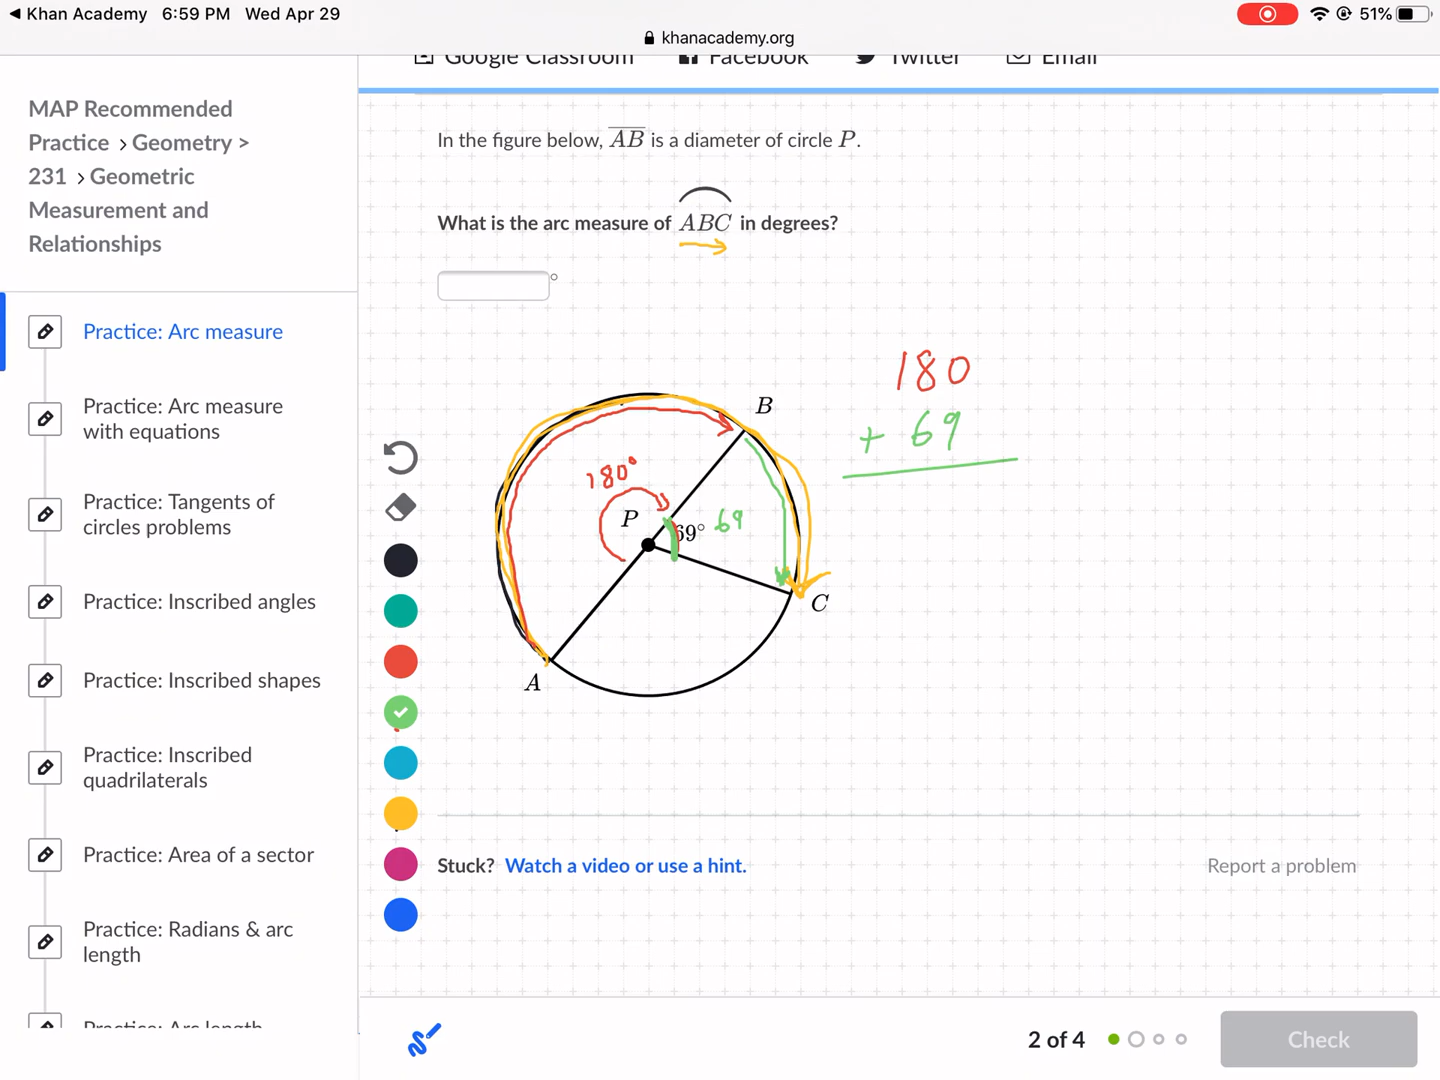 Khan Academy 6:59 PM Wed Apr 29 51%
khanacademy.org
Google Classroom Facebook Twitter Email
MAP Recommended
Practice > Geometry >
231 > Geometric
Measurement and
Relationships
Practice: Arc measure
Practice: Arc measure
with equations
Practice: Tangents of
circles problems
Practice: Inscribed angles
Practice: Inscribed shapes
Practice: Inscribed
quadrilaterals
Practice: Area of a sector
Practice: Radians & arc
length
Practice: Arc length
In the figure below, AB is a diameter of circle P.
What is the arc measure of ABC in degrees?
°
180
+ 69
B
180°
P
69°
69
C
A
Stuck? Watch a video or use a hint.
Report a problem
2 of 4
Check